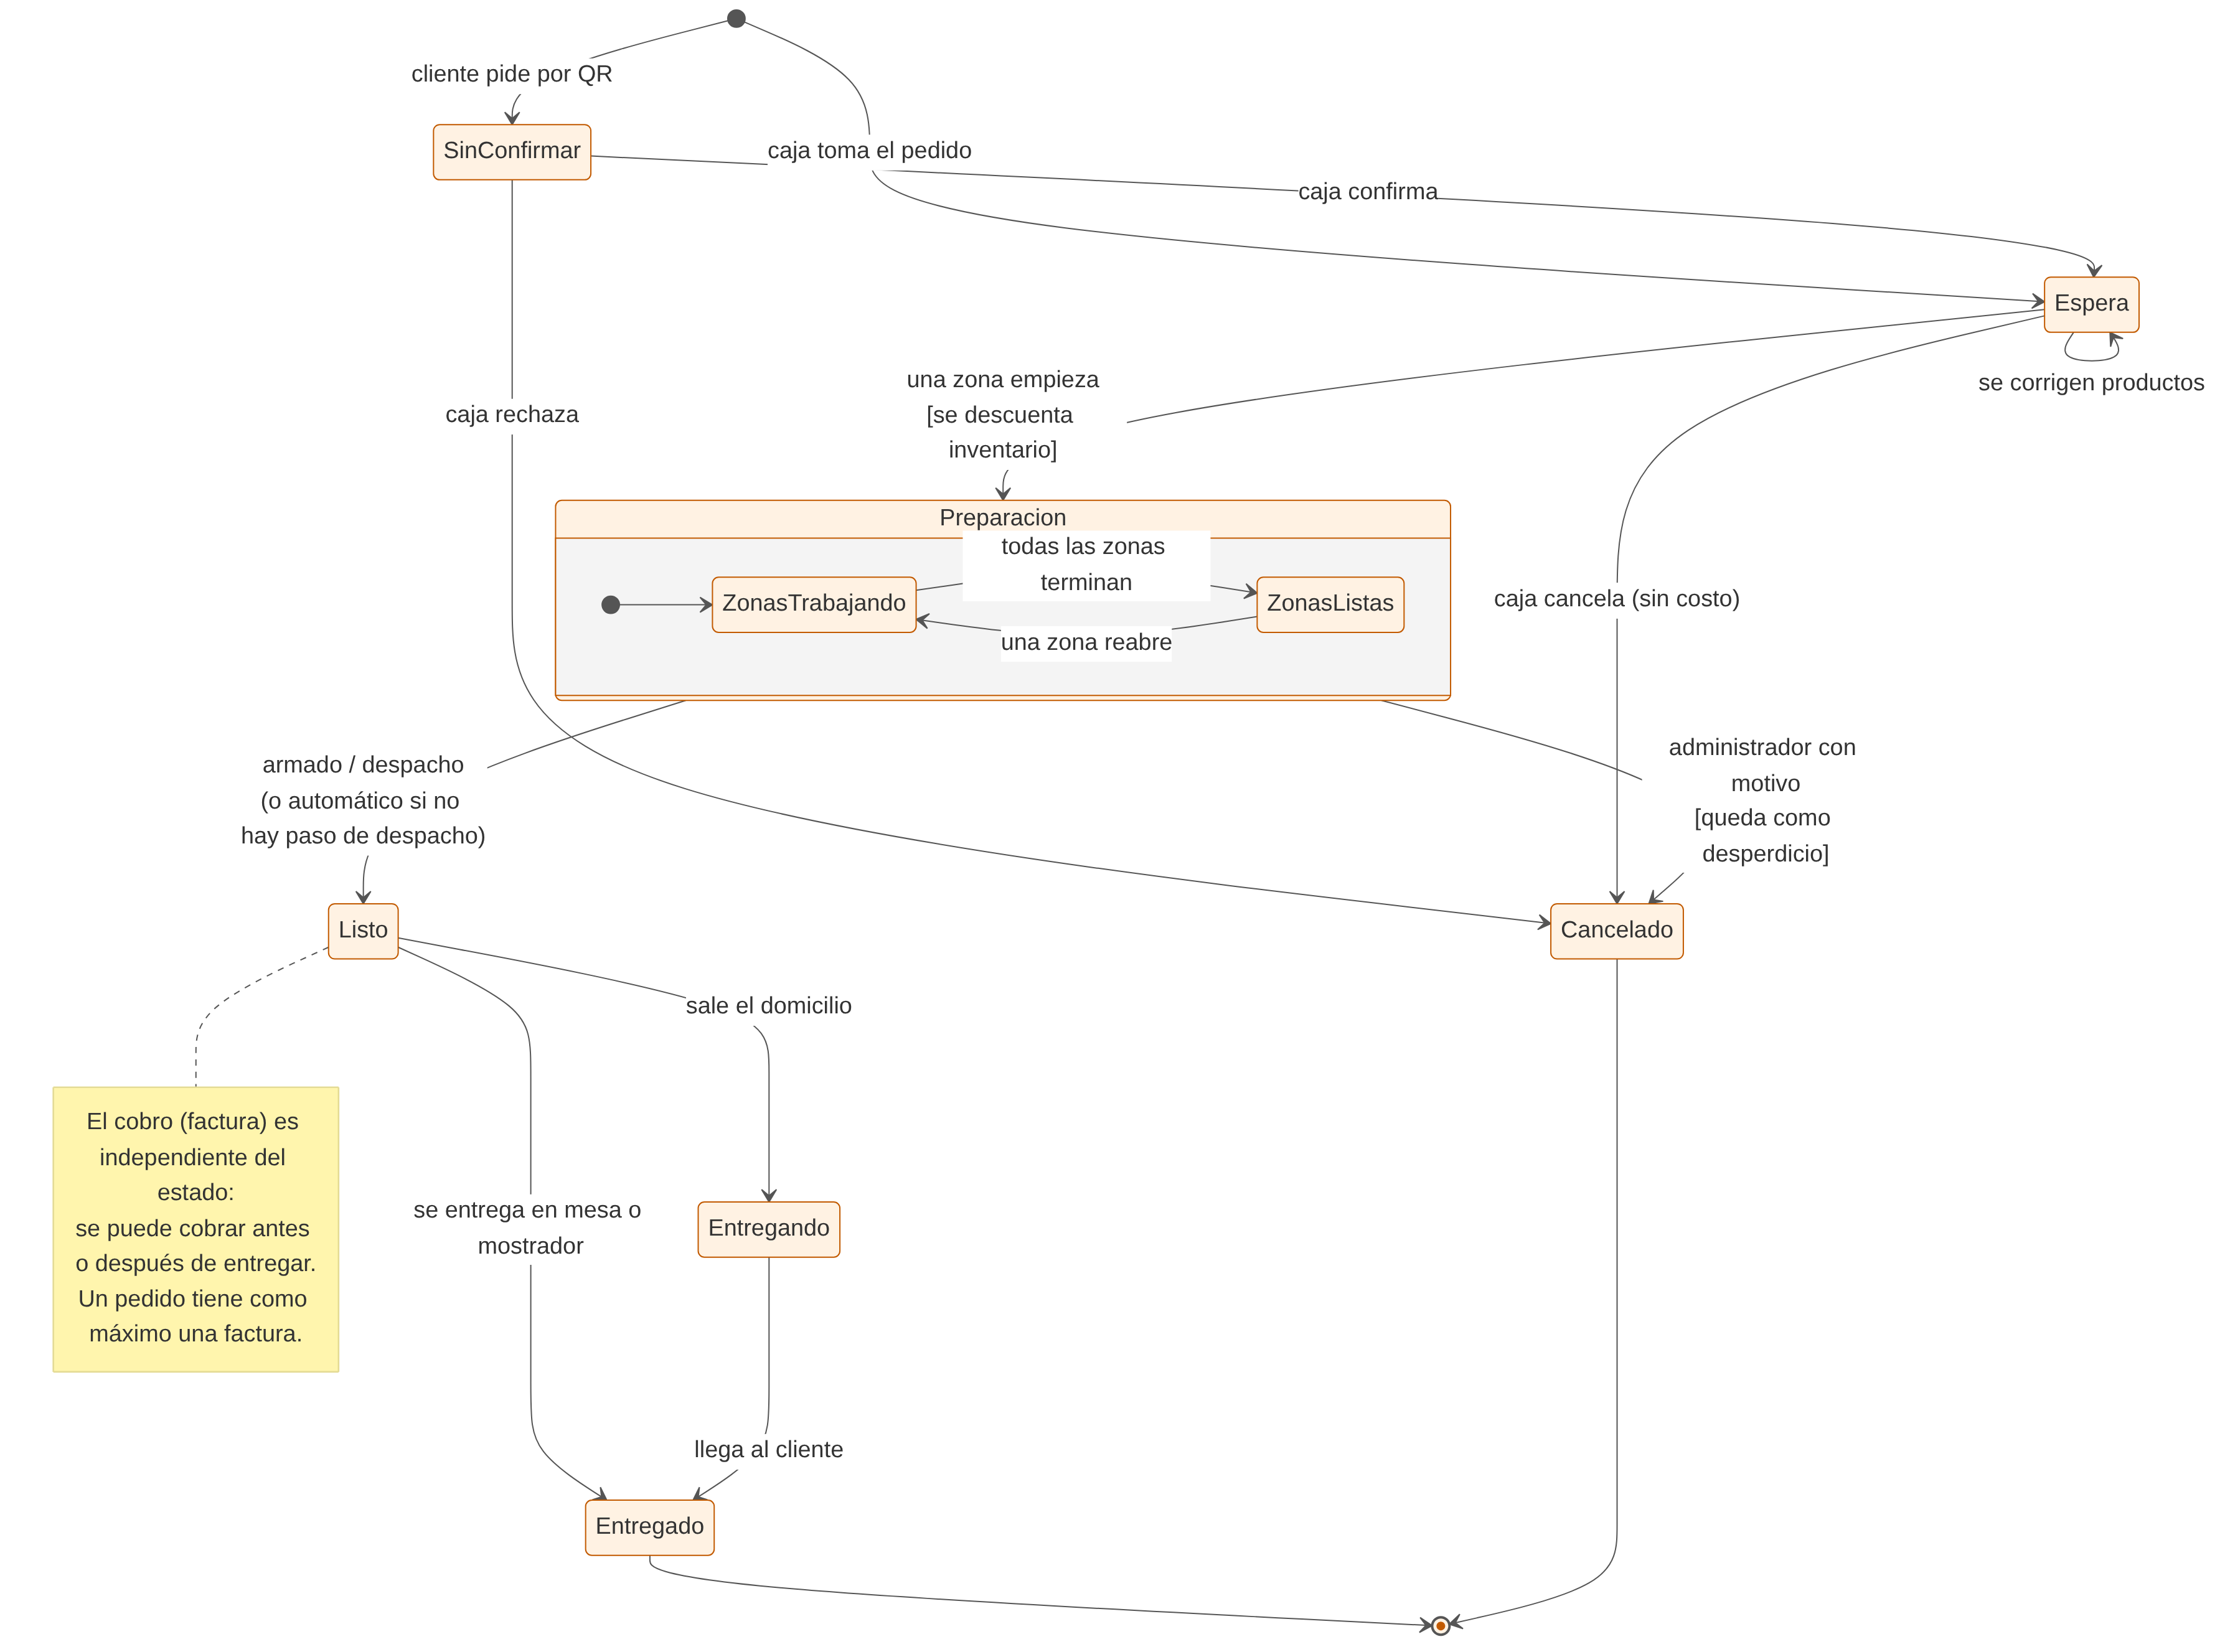 cliente pide por QR
SinConfirmar
caja toma el pedido
caja confirma
Espera
se corrigen productos
una zona empieza
[se descuenta
inventario]
caja rechaza
Preparacion
todas las zonas
terminan
ZonasTrabajando
ZonasListas
una zona reabre
caja cancela (sin costo)
administrador con
motivo
[queda como
desperdicio]
armado / despacho
(o automático si no
hay paso de despacho)
Listo
Cancelado
sale el domicilio
El cobro (factura) es
independiente del
estado:
se puede cobrar antes
o después de entregar.
Un pedido tiene como
máximo una factura.
se entrega en mesa o
mostrador
Entregando
llega al cliente
Entregado